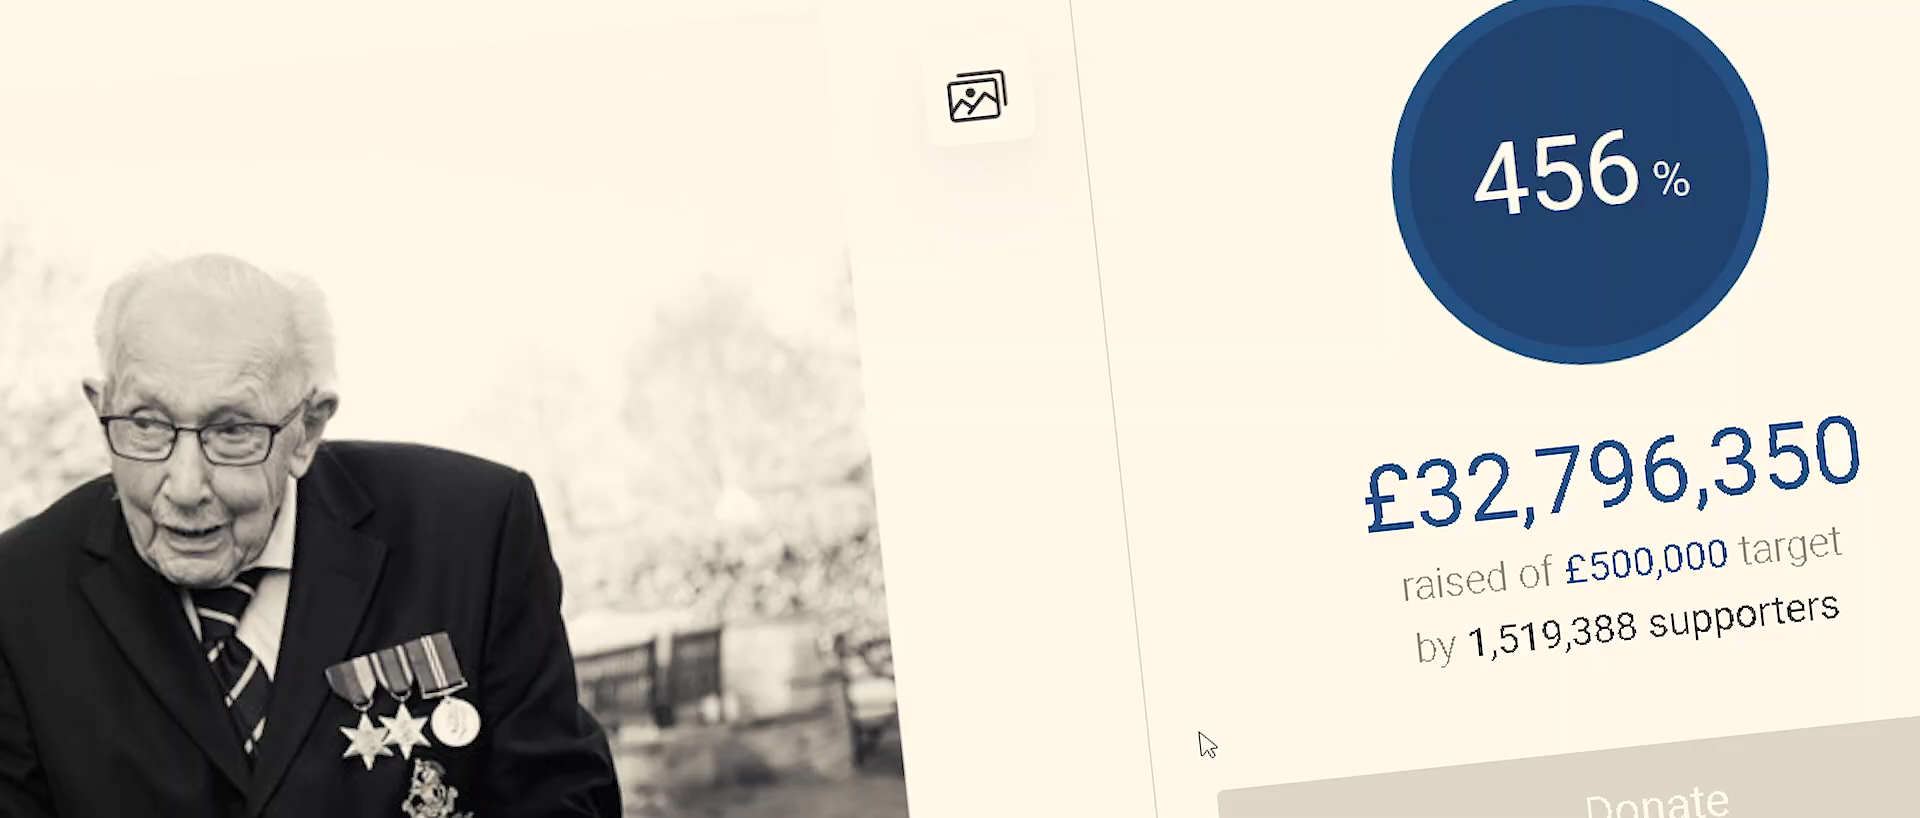 456 %
£32,796,350
raised of £500,000 target
by 1,519,388 supporters
Donate